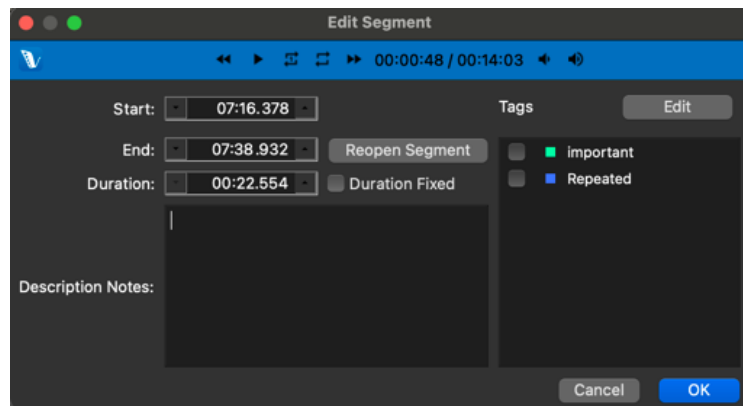 Edit Segment
00:00:48 / 00:14:03
Start: 07:16.378
Tags Edit
End: 07:38.932 Reopen Segment
important
Duration: 00:22.554 Duration Fixed
Repeated
Description Notes:
Cancel OK